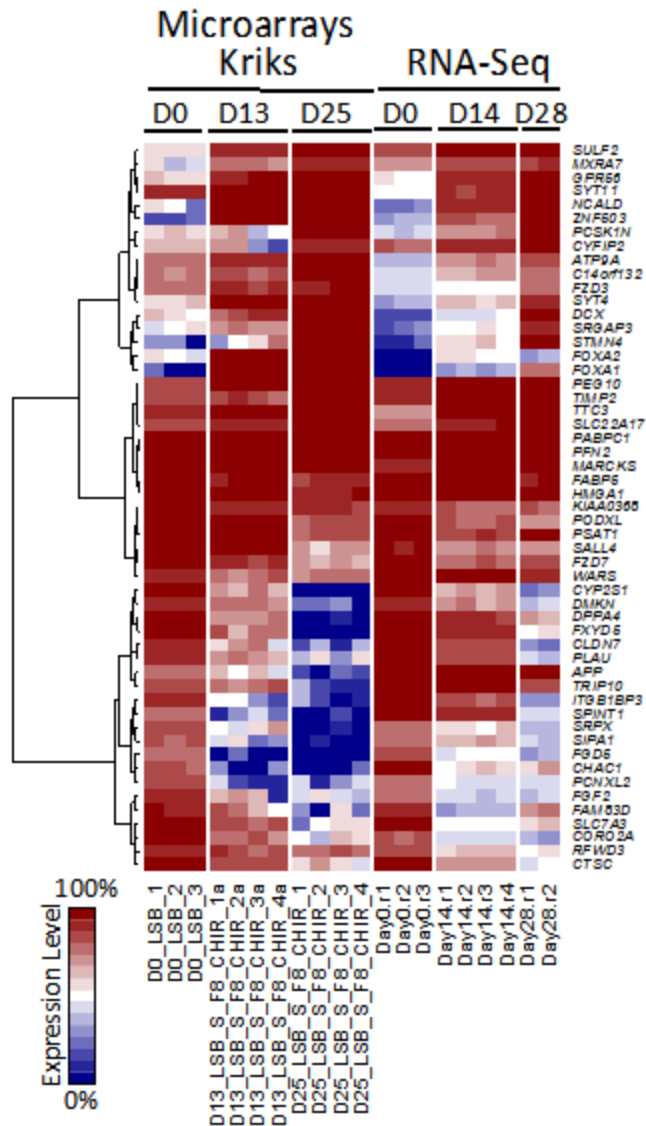 Microarrays
Kriks
RNA-Seq
D0 D13 D25 D0 D14 D28
SULF2
MXRA7
GPR56
SYT11
NCALD
ZNF503
PCSK1N
CYFIP2
ATP9A
C14orf132
FZD3
SYT4
DCX
SRGAP3
STMN4
FOXA2
FOXA1
PEG10
TIMP2
TTC3
SLC22A17
PABPC1
PFN2
MARCKS
FABP5
HMGA1
KIAA0368
PODXL
PSAT1
SALL4
FZD7
WARS
CYP2S1
DMKN
DPPA4
FXYD5
CLDN7
PLAU
APP
TRIP10
ITGB1BP3
SPINT1
SRPX
SIPA1
FGD5
CHAC1
PCNXL2
FGF2
FAM83D
SLC7A3
CORO2A
RFWD3
CTSC
100%
Expression Level
0%
D0_LSB_1
D0_LSB_2
D0_LSB_3
D13_LSB_S_F8_CHIR_1a
D13_LSB_S_F8_CHIR_2a
D13_LSB_S_F8_CHIR_3a
D13_LSB_S_F8_CHIR_4a
D25_LSB_S_F8_CHIR_1
D25_LSB_S_F8_CHIR_2
D25_LSB_S_F8_CHIR_3
D25_LSB_S_F8_CHIR_4
Day0.r1
Day0.r2
Day0.r3
Day14.r1
Day14.r2
Day14.r3
Day14.r4
Day28.r1
Day28.r2